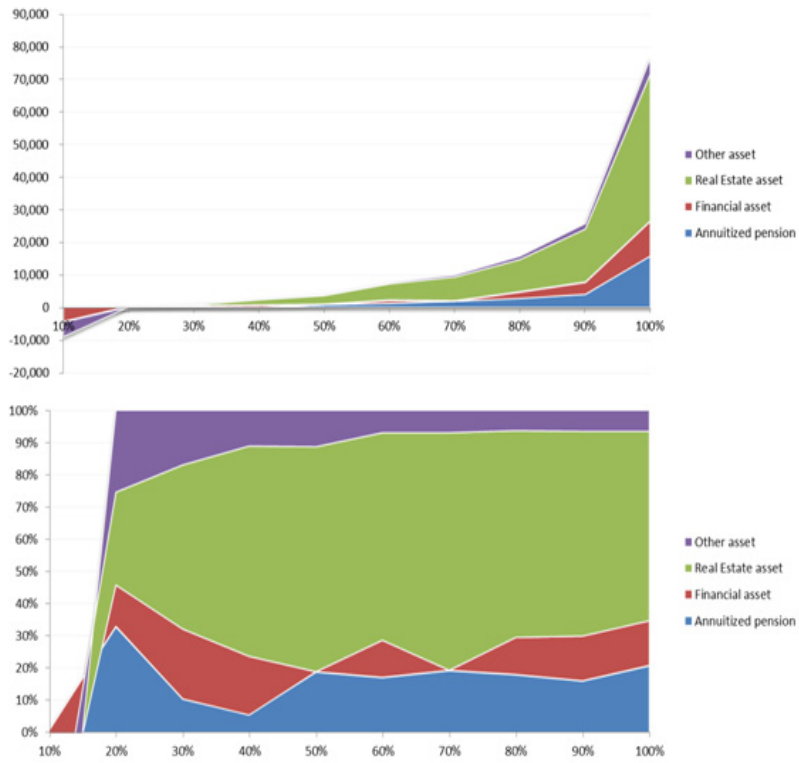 90,000
80,000
70,000
60,000
50,000
40,000
30,000
20,000
10,000
0
-10,000
-20,000
10% 20% 30% 40% 50% 60% 70% 80% 90% 100%
Other asset
Real Estate asset
Financial asset
Annuitized pension
100%
90%
80%
70%
60%
50%
40%
30%
20%
10%
0%
10% 20% 30% 40% 50% 60% 70% 80% 90% 100%
Other asset
Real Estate asset
Financial asset
Annuitized pension